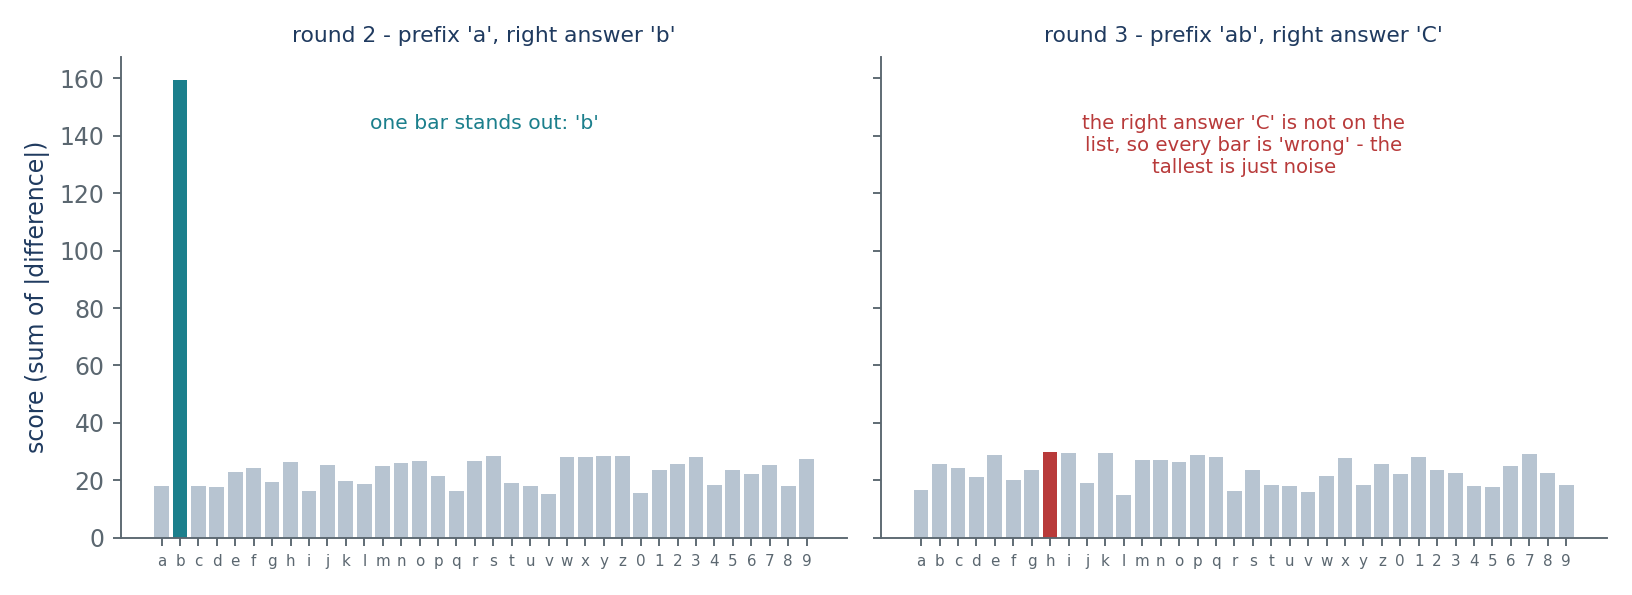 round 2 - prefix 'a', right answer 'b'
score (sum of |difference|)
160
140
120
100
80
60
40
20
0
one bar stands out: 'b'
a b c d e f g h i j k l m n o p q r s t u v w x y z 0 1 2 3 4 5 6 7 8 9
round 3 - prefix 'ab', right answer 'C'
the right answer 'C' is not on the
list, so every bar is 'wrong' - the
tallest is just noise
a b c d e f g h i j k l m n o p q r s t u v w x y z 0 1 2 3 4 5 6 7 8 9